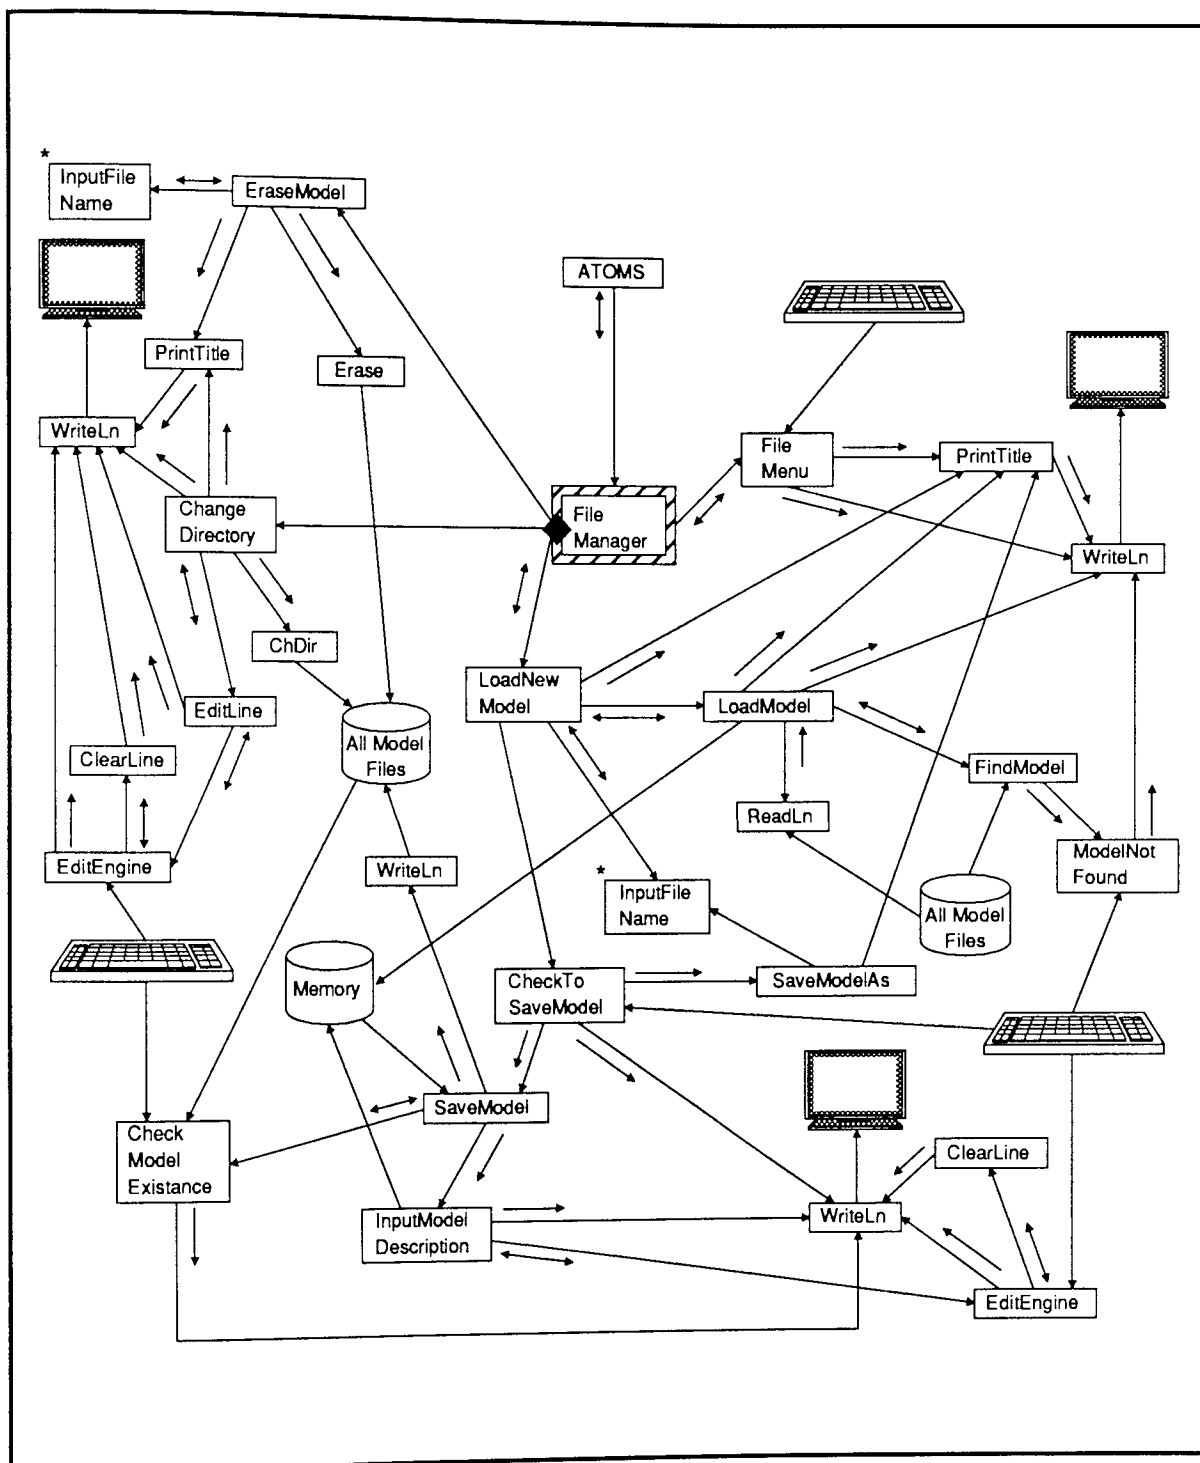 *
InputFile
Name
EraseModel
ATOMS
PrintTitle
Erase
WriteLn
File
Menu
PrintTitle
Change
Directory
File
Manager
WriteLn
ChDir
LoadNew
Model
LoadModel
EditLine
All Model
Files
ClearLine
FindModel
ReadLn
EditEngine
WriteLn
ModelNot
Found
*
InputFile
Name
All Model
Files
Memory
CheckTo
SaveModel
SaveModelAs
SaveModel
Check
Model
Existance
ClearLine
InputModel
Description
WriteLn
EditEngine